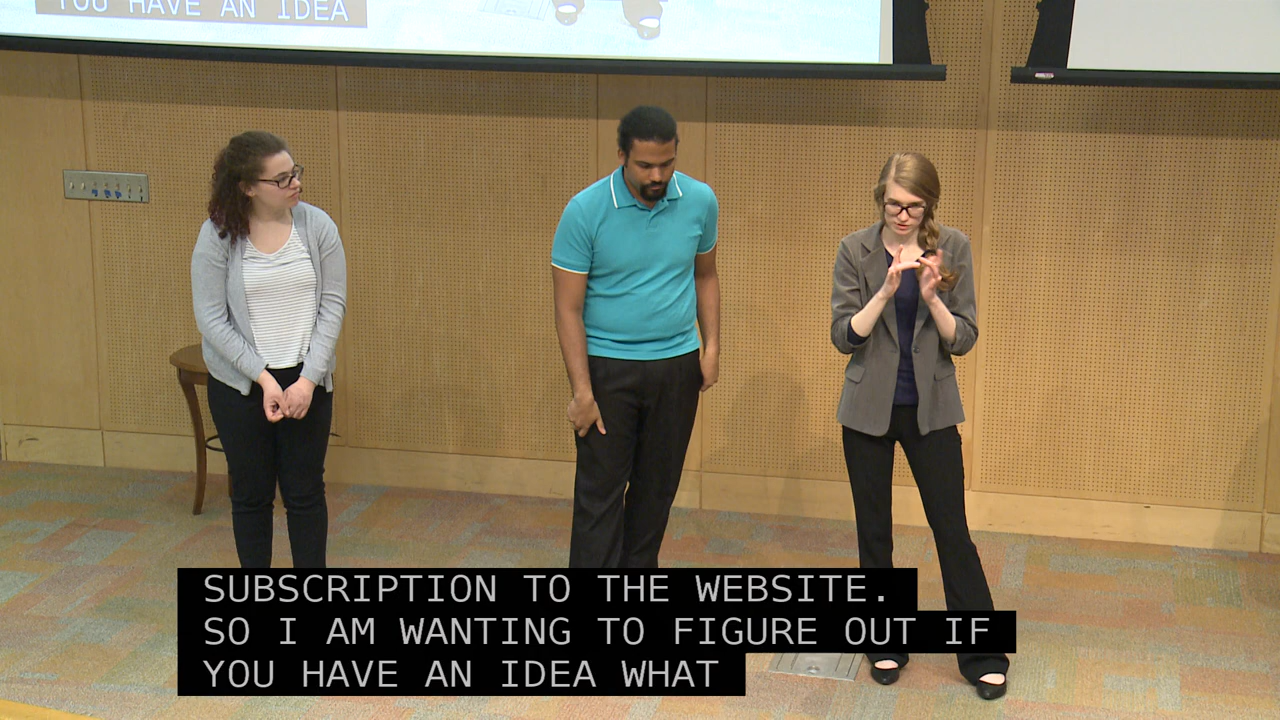 YOU HAVE AN IDEA
SUBSCRIPTION TO THE WEBSITE.
SO I AM WANTING TO FIGURE OUT IF
YOU HAVE AN IDEA WHAT